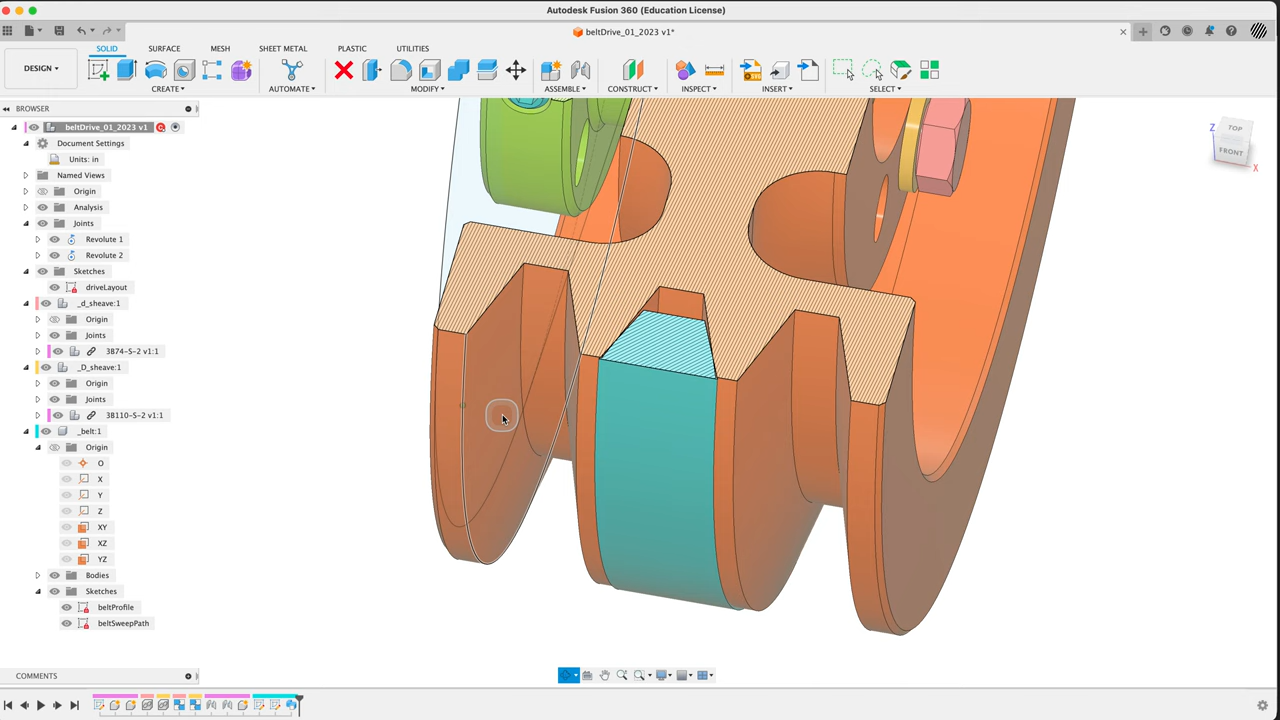 Autodesk Fusion 360 (Education License)
beltDrive_01_2023 v1*
DESIGN
SOLID SURFACE MESH SHEET METAL PLASTIC UTILITIES
CREATE AUTOMATE MODIFY ASSEMBLE CONSTRUCT INSPECT INSERT SELECT
BROWSER
beltDrive_01_2023 v1
Document Settings
Units: in
Named Views
Origin
Analysis
Joints
Revolute 1
Revolute 2
Sketches
driveLayout
_d_sheave:1
Origin
Joints
3B74-S-2 v1:1
_D_sheave:1
Origin
Joints
3B110-S-2 v1:1
_belt:1
Origin
O
X
Y
Z
XY
XZ
YZ
Bodies
Sketches
beltProfile
beltSweepPath
COMMENTS
Z
TOP
FRONT
X